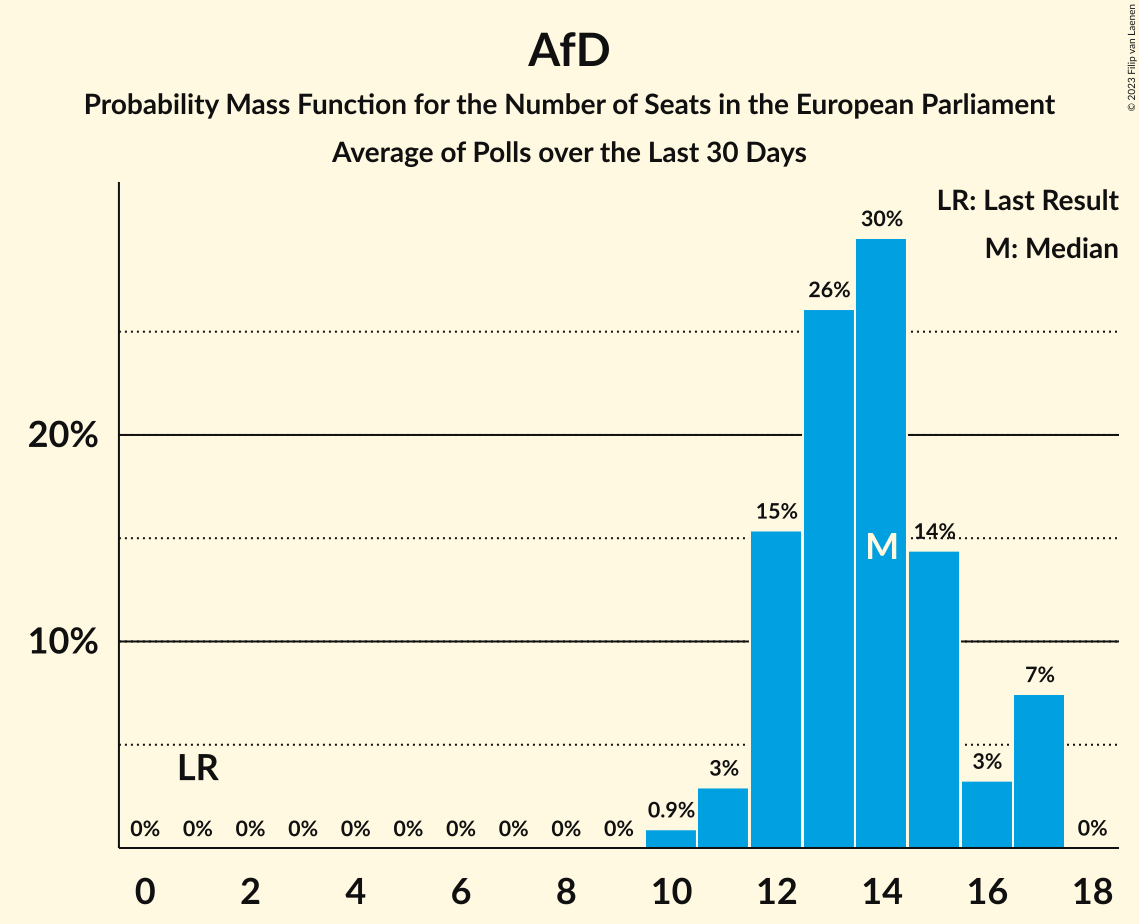 AfD
Probability Mass Function for the Number of Seats in the European Parliament
Average of Polls over the Last 30 Days
© 2023 Filip van Laenen
LR: Last Result
M: Median
30%
26%
20%
15%
14%
M
10%
7%
LR
3%
3%
0.9%
0% 0% 0% 0% 0% 0% 0% 0% 0% 0% 0%
0 2 4 6 8 10 12 14 16 18